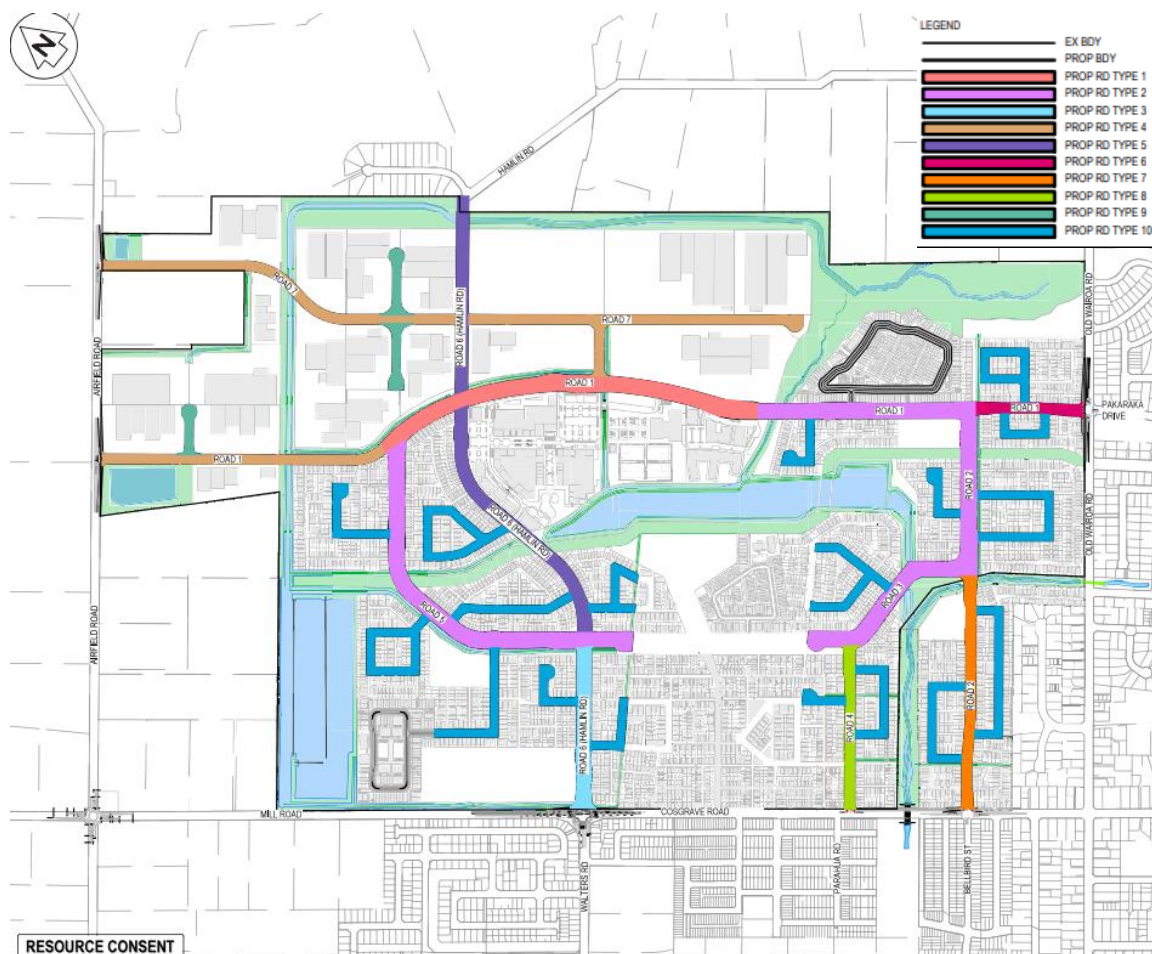 N
LEGEND
EX BDY
PROP BDY
PROP RD TYPE 1
PROP RD TYPE 2
PROP RD TYPE 3
PROP RD TYPE 4
PROP RD TYPE 5
PROP RD TYPE 6
PROP RD TYPE 7
PROP RD TYPE 8
PROP RD TYPE 9
PROP RD TYPE 10
HAMLIN RD
ROAD 7
ROAD 6 (HAMLIN RD)
ROAD 7
OLD WAIROA RD
AIRFIELD ROAD
ROAD 1
ROAD 1
ROAD 1
PAKARAKA
DRIVE
ROAD 1
ROAD 2
OLD WAIROA RD
ROAD 6 (HAMLIN RD)
ROAD 5
ROAD 3
AIRFIELD ROAD
ROAD 6 (HAMLIN RD)
ROAD 4
ROAD 2
MILL ROAD
COSGRAVE ROAD
WALTERS RD
PARAHUA RD
BELLBIRD ST
RESOURCE CONSENT